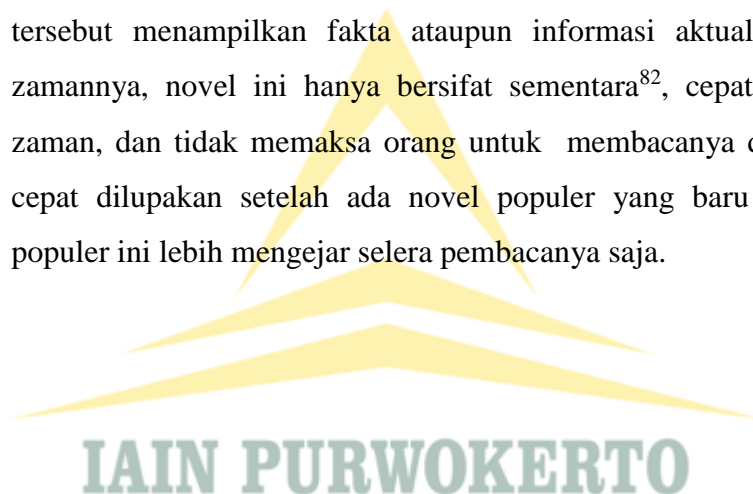 tersebut menampilkan fakta ataupun informasi aktual
zamannya, novel ini hanya bersifat sementara⁸², cepat
zaman, dan tidak memaksa orang untuk membacanya
cepat dilupakan setelah ada novel populer yang baru
populer ini lebih mengejar selera pembacanya saja.
IAIN PURWOKERTO